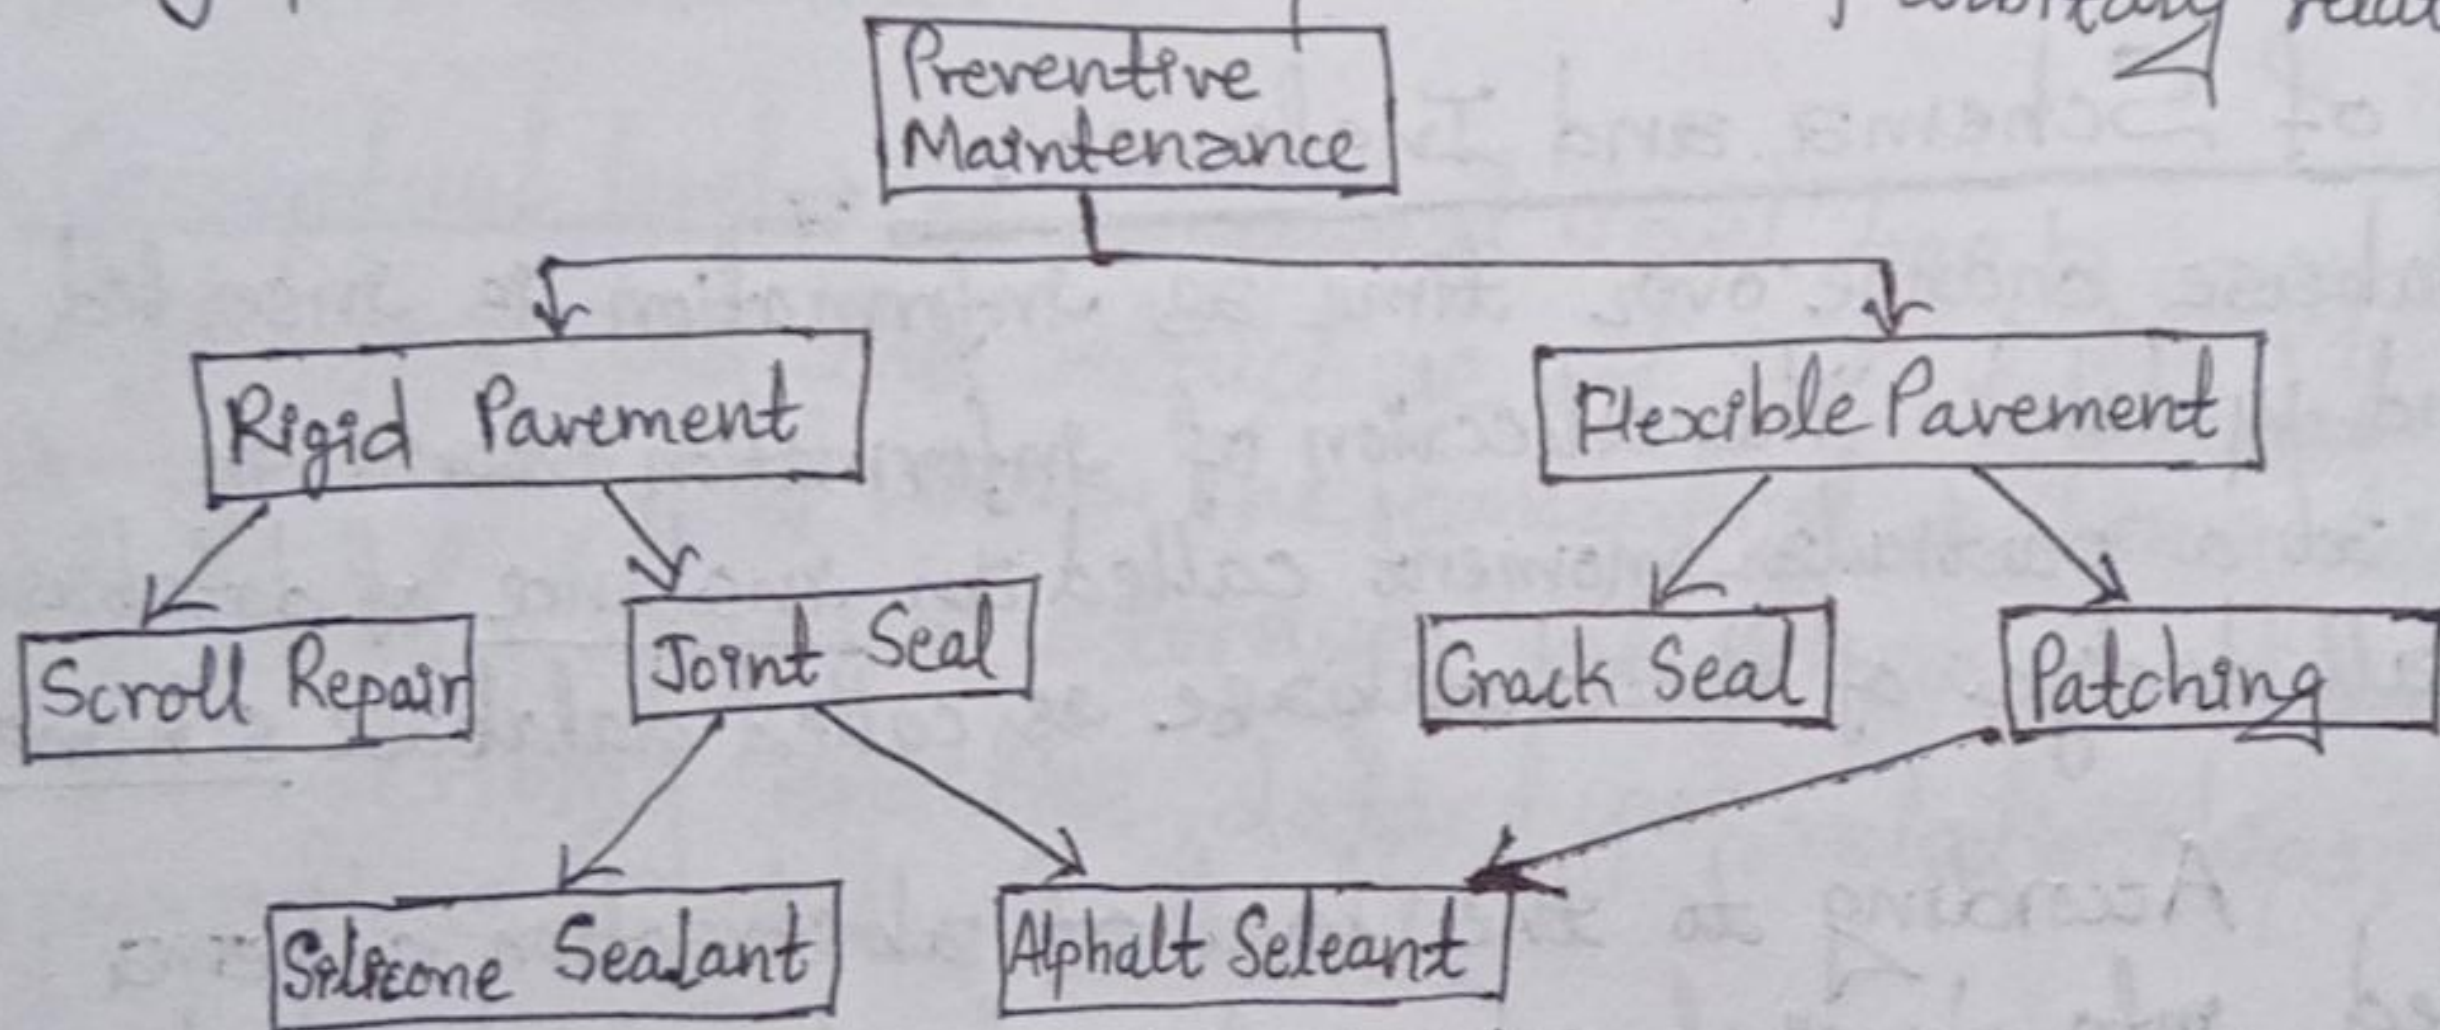 Preventive
Maintenance
Rigid Pavement
Flexible Pavement
Scroll Repair
Joint Seal
Crack Seal
Patching
Silicone Sealant
Alphalt Seleant